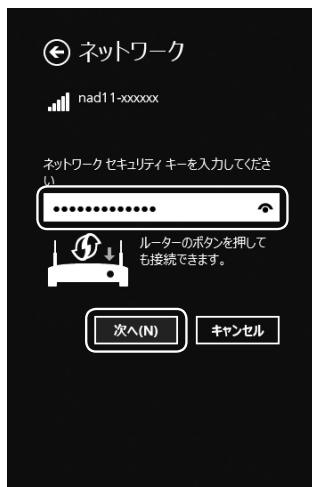 ネットワーク
nad11-xxxxxx
ネットワーク セキュリティ キーを入力してくださ
い
•••••••••••••
ルーターのボタンを押して
も接続できます。
次へ(N)
キャンセル